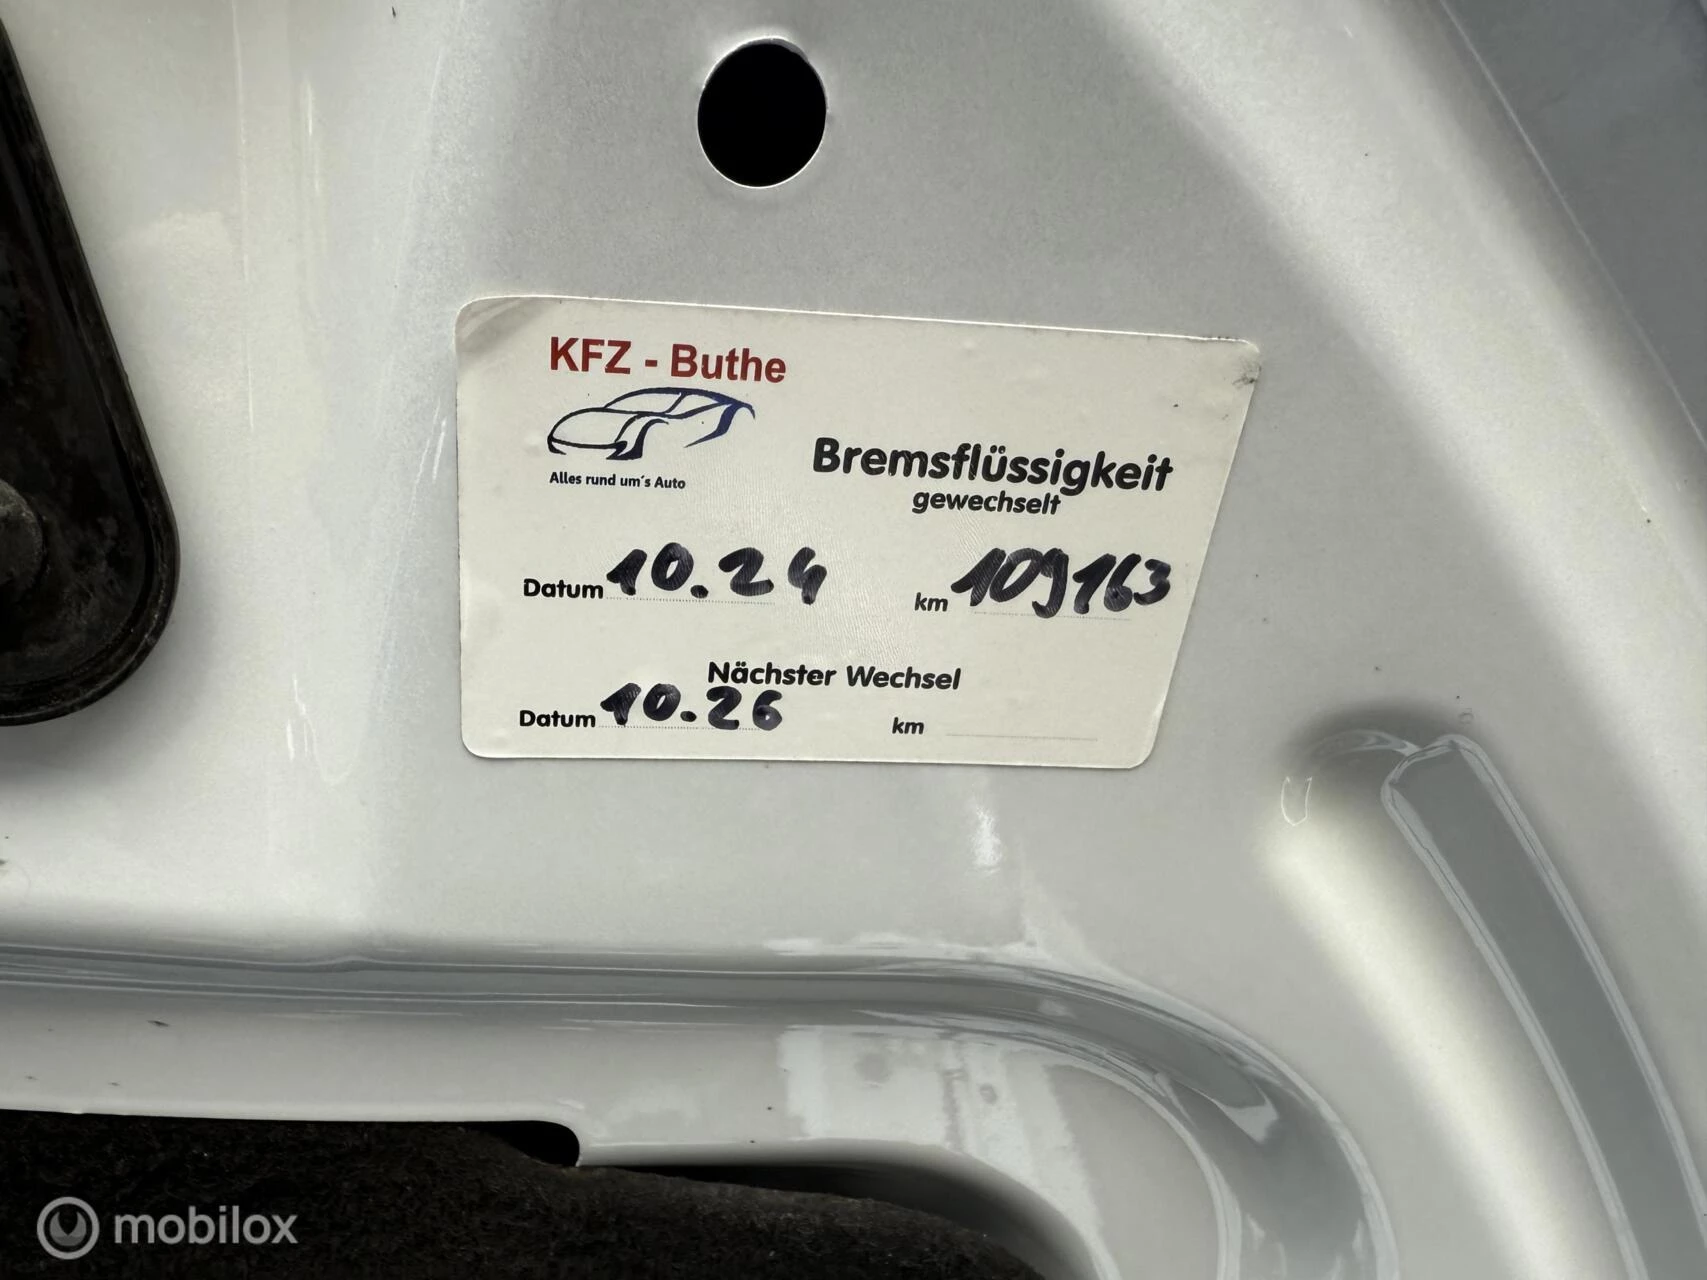 KFZ - Buthe
Alles rund um's Auto
Bremsflüssigkeit
gewechselt
Datum 10.24 km 109163
Nächster Wechsel
Datum 10.26 km
mobilox